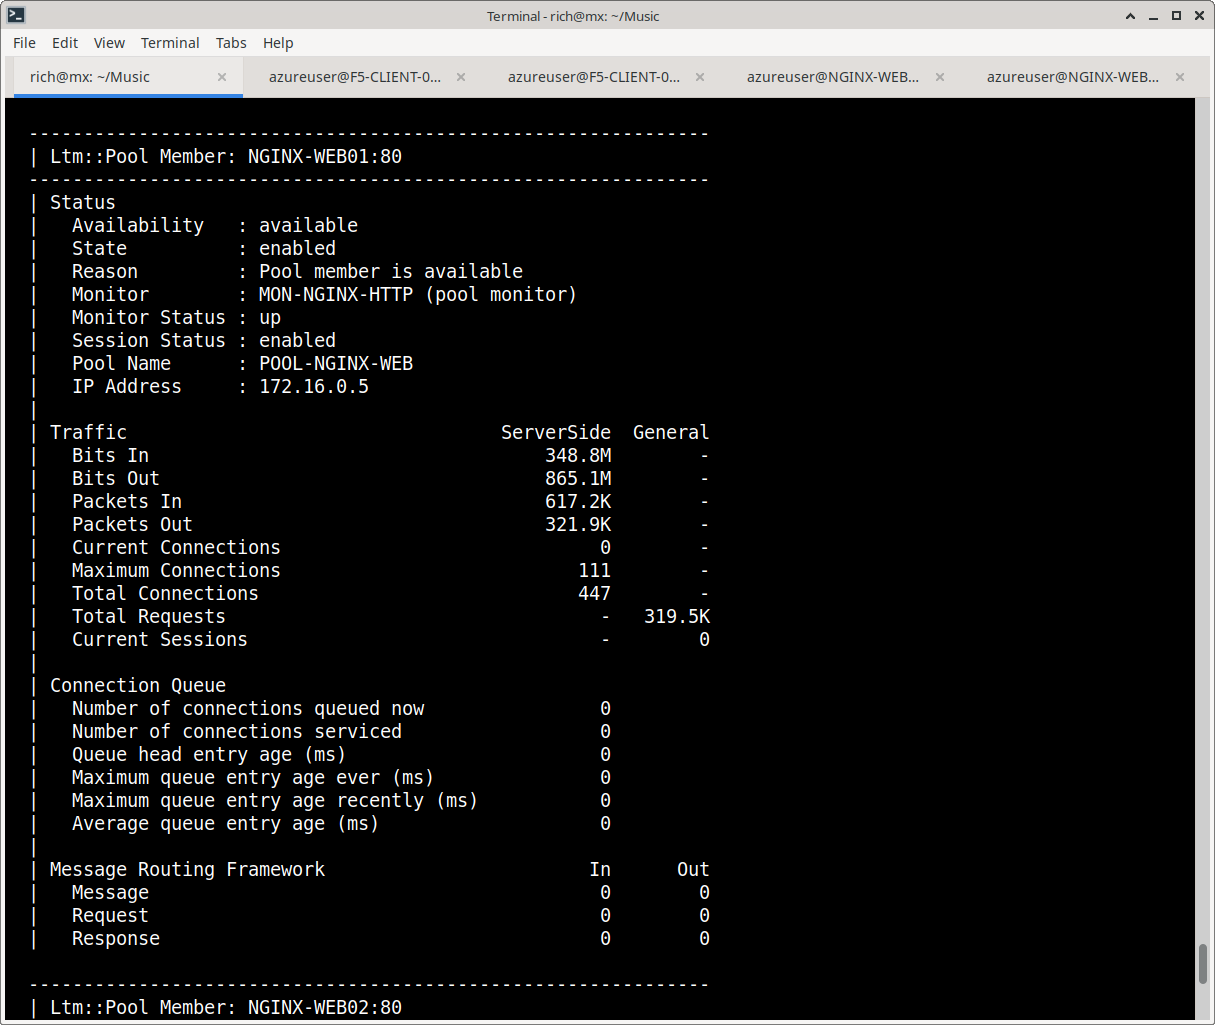 Terminal - rich@mx: ~/Music
File Edit View Terminal Tabs Help
rich@mx: ~/Music azureuser@F5-CLIENT-0... azureuser@F5-CLIENT-0... azureuser@NGINX-WEB... azureuser@NGINX-WEB...
--------------------------------------------------------------
| Ltm::Pool Member: NGINX-WEB01:80
--------------------------------------------------------------
| Status
|   Availability   : available
|   State          : enabled
|   Reason         : Pool member is available
|   Monitor        : MON-NGINX-HTTP (pool monitor)
|   Monitor Status : up
|   Session Status : enabled
|   Pool Name      : POOL-NGINX-WEB
|   IP Address     : 172.16.0.5
|
| Traffic                                  ServerSide  General
|   Bits In                                    348.8M        -
|   Bits Out                                   865.1M        -
|   Packets In                                 617.2K        -
|   Packets Out                                321.9K        -
|   Current Connections                             0        -
|   Maximum Connections                           111        -
|   Total Connections                             447        -
|   Total Requests                                  -   319.5K
|   Current Sessions                                -        0
|
| Connection Queue
|   Number of connections queued now                0
|   Number of connections serviced                  0
|   Queue head entry age (ms)                       0
|   Maximum queue entry age ever (ms)               0
|   Maximum queue entry age recently (ms)           0
|   Average queue entry age (ms)                    0
|
| Message Routing Framework                        In      Out
|   Message                                         0        0
|   Request                                         0        0
|   Response                                        0        0
--------------------------------------------------------------
| Ltm::Pool Member: NGINX-WEB02:80